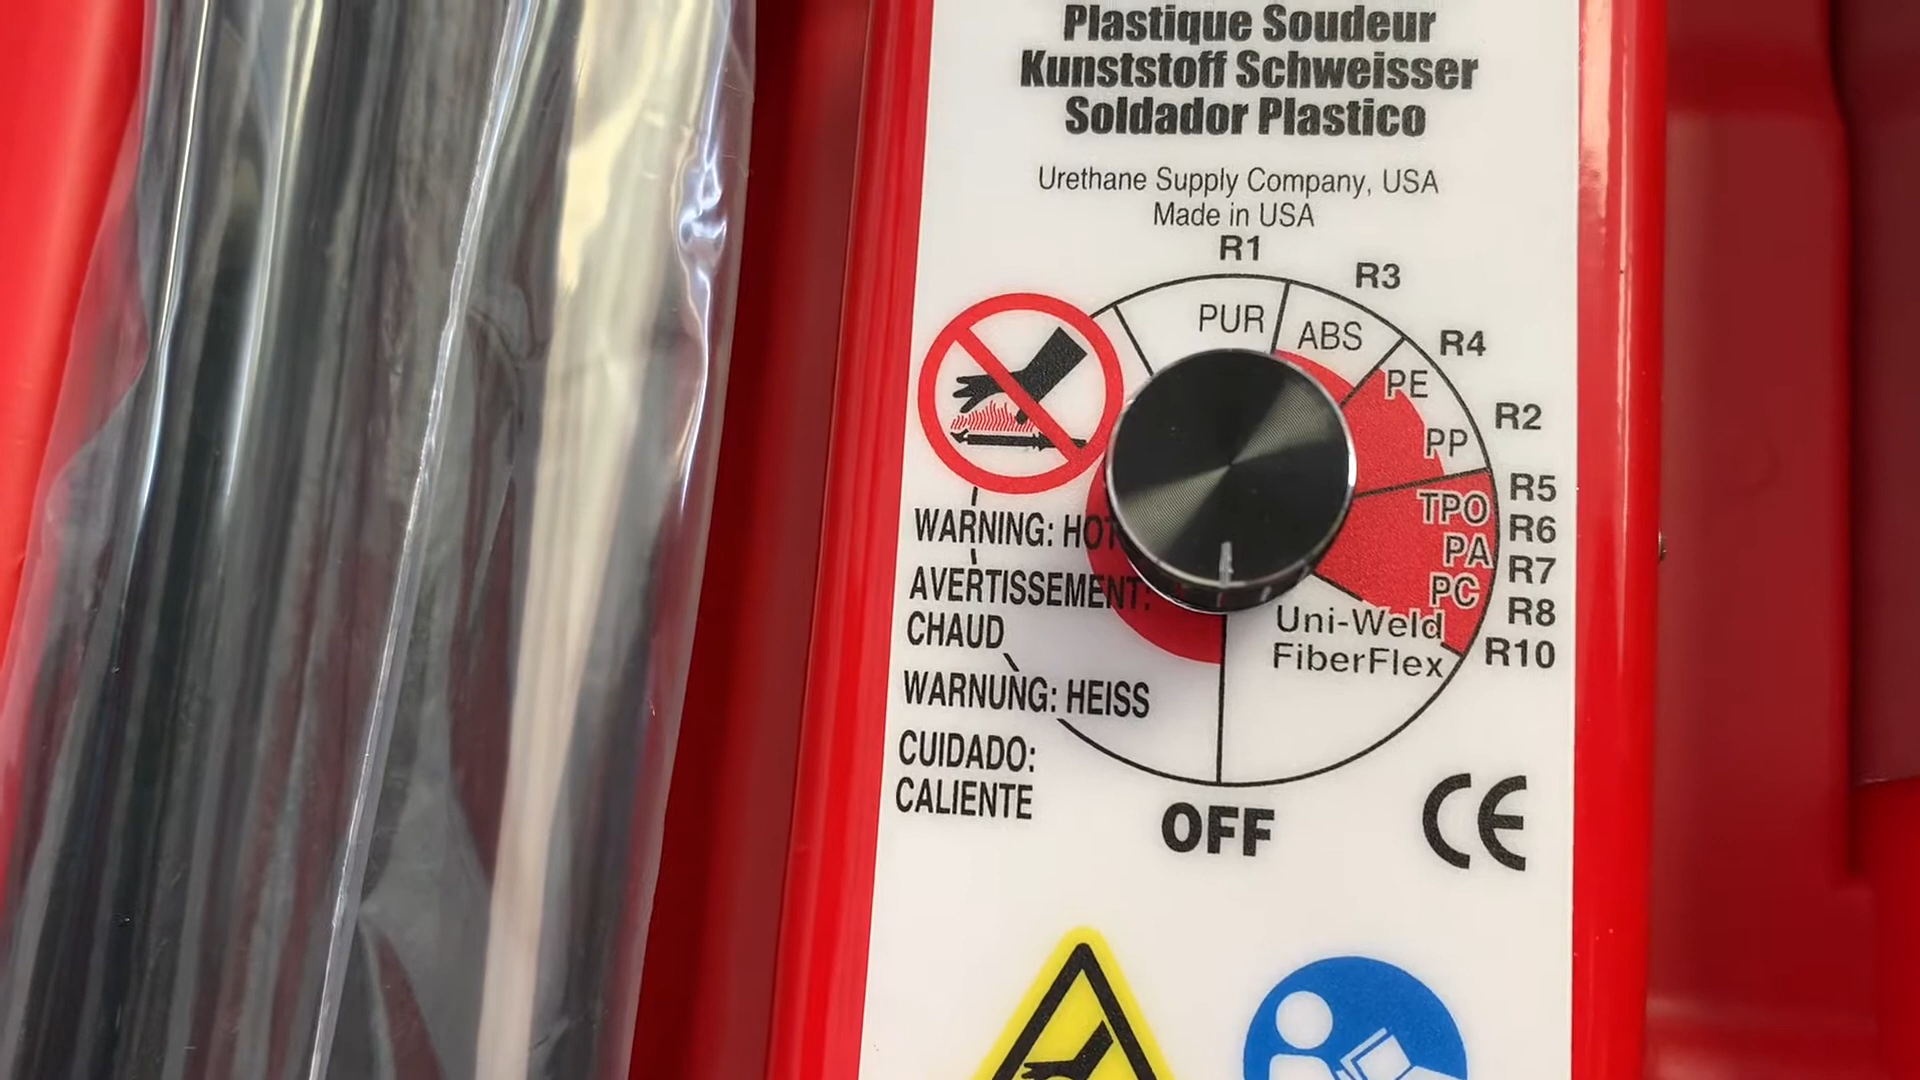 Plastique Soudeur
Kunststoff Schweisser
Soldador Plastico
Urethane Supply Company, USA
Made in USA
R1
R3
R4
R2
R5
R6
R7
R8
R10
PUR
ABS
PE
PP
TPO
PA
PC
Uni-Weld
FiberFlex
WARNING: HOT
AVERTISSEMENT:
CHAUD
WARNUNG: HEISS
CUIDADO:
CALIENTE
OFF
CE